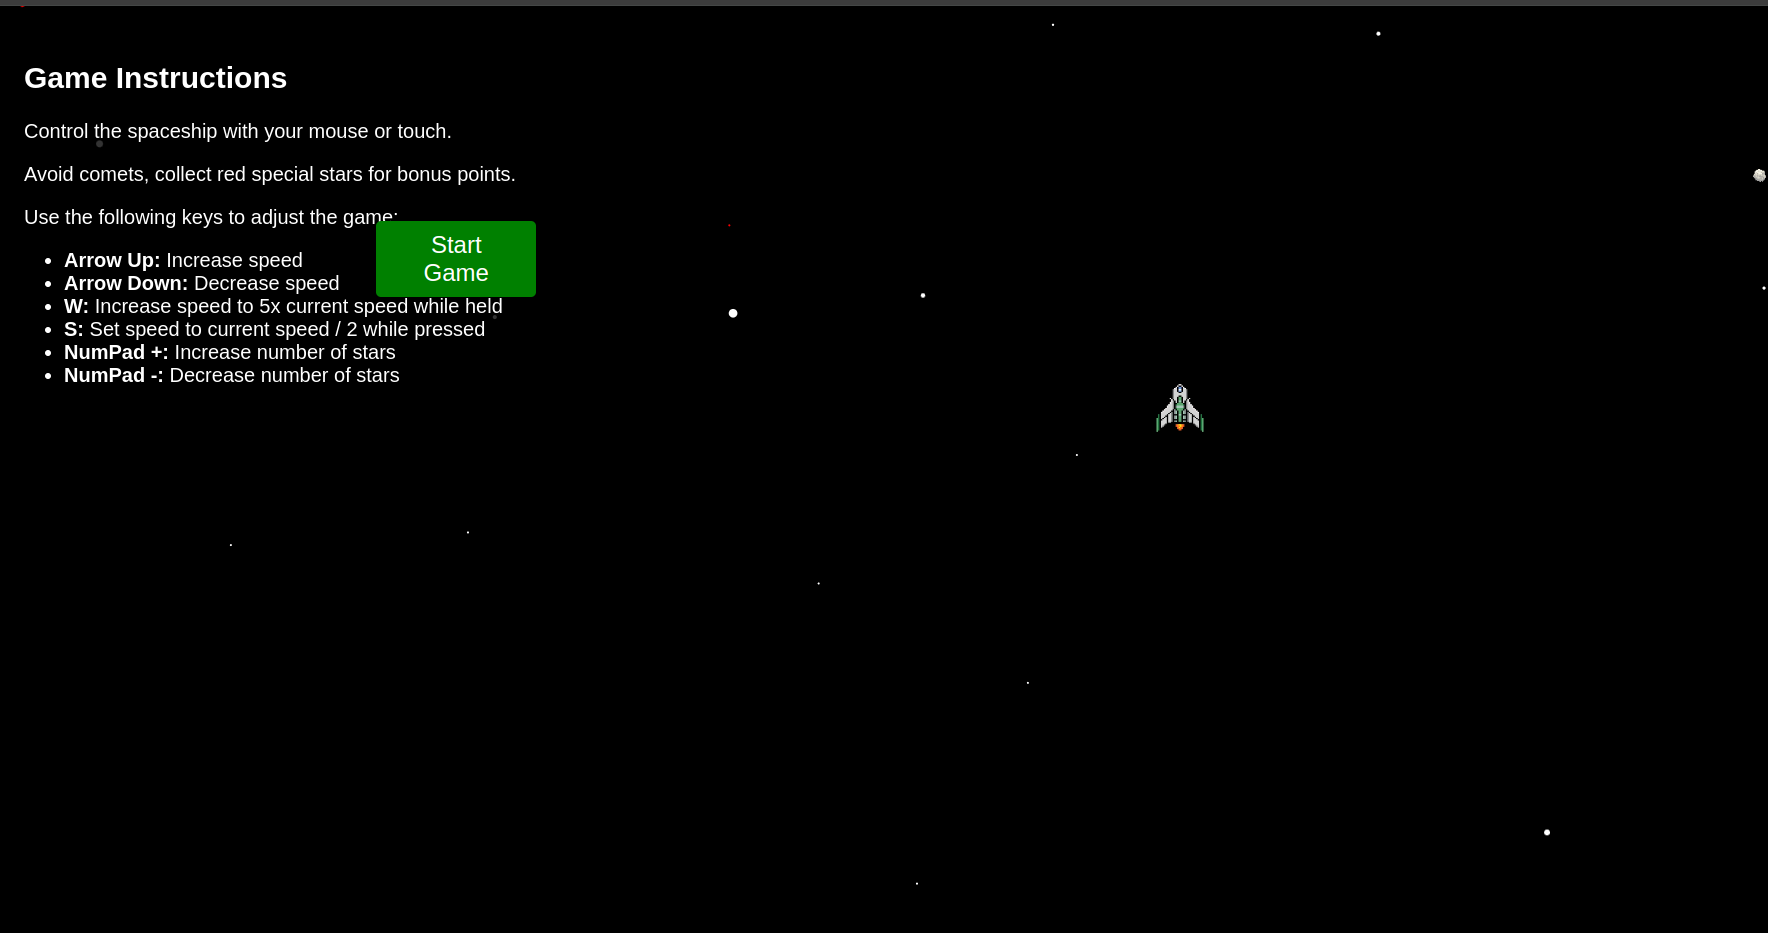 Game Instructions
Control the spaceship with your mouse or touch.
Avoid comets, collect red special stars for bonus points.
Use the following keys to adjust the game:
Start
Game
Arrow Up: Increase speed
Arrow Down: Decrease speed
W: Increase speed to 5x current speed while held
S: Set speed to current speed / 2 while pressed
NumPad +: Increase number of stars
NumPad -: Decrease number of stars